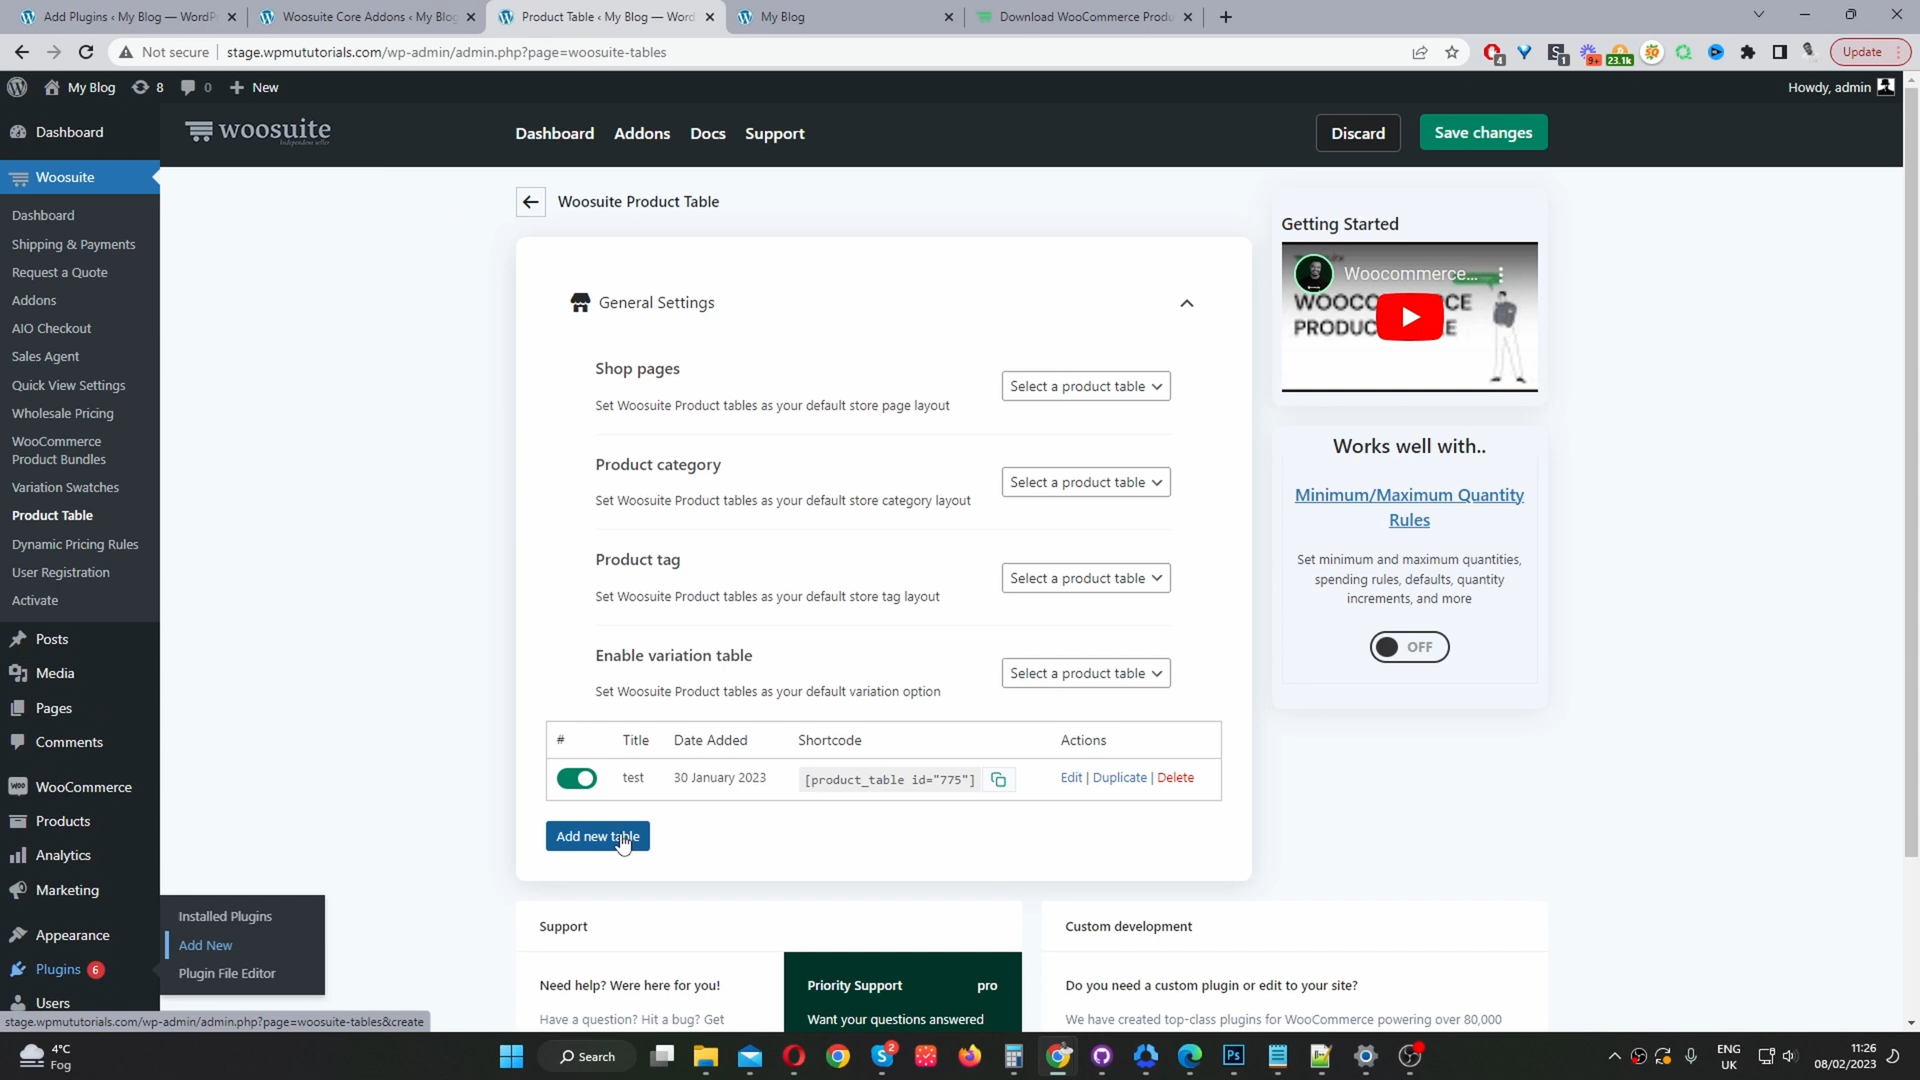 Add Plugins ‹ My Blog — WordP
Woosuite Core Addons ‹ My Blog
Product Table ‹ My Blog — Word
My Blog
Download WooCommerce Produ
Not secure
stage.wpmututorials.com/wp-admin/admin.php?page=woosuite-tables
4
1
9+
23.1k
Update
My Blog
8
0
New
Howdy, admin
Dashboard
woosuite
Independent seller
Dashboard
Addons
Docs
Support
Discard
Save changes
Woosuite
Dashboard
Shipping & Payments
Request a Quote
Addons
AIO Checkout
Sales Agent
Quick View Settings
Wholesale Pricing
WooCommerce
Product Bundles
Variation Swatches
Product Table
Dynamic Pricing Rules
User Registration
Activate
Posts
Media
Pages
Comments
WooCommerce
Products
Analytics
Marketing
Appearance
Plugins 6
Users
Installed Plugins
Add New
Plugin File Editor
Woosuite Product Table
General Settings
Shop pages
Set Woosuite Product tables as your default store page layout
Select a product table
Product category
Set Woosuite Product tables as your default store category layout
Select a product table
Product tag
Set Woosuite Product tables as your default store tag layout
Select a product table
Enable variation table
Set Woosuite Product tables as your default variation option
Select a product table
# Title Date Added Shortcode Actions
test 30 January 2023 [product_table id="775"] Edit | Duplicate | Delete
Add new table
Getting Started
Woocommerce...
Works well with..
Minimum/Maximum Quantity
Rules
Set minimum and maximum quantities,
spending rules, defaults, quantity
increments, and more
OFF
Support
Need help? Were here for you!
Have a question? Hit a bug? Get
Priority Support pro
Want your questions answered
Custom development
Do you need a custom plugin or edit to your site?
We have created top-class plugins for WooCommerce powering over 80,000
stage.wpmututorials.com/wp-admin/admin.php?page=woosuite-tables&create
4°C
Fog
Search
2
Ps
ENG
UK
11:26
08/02/2023